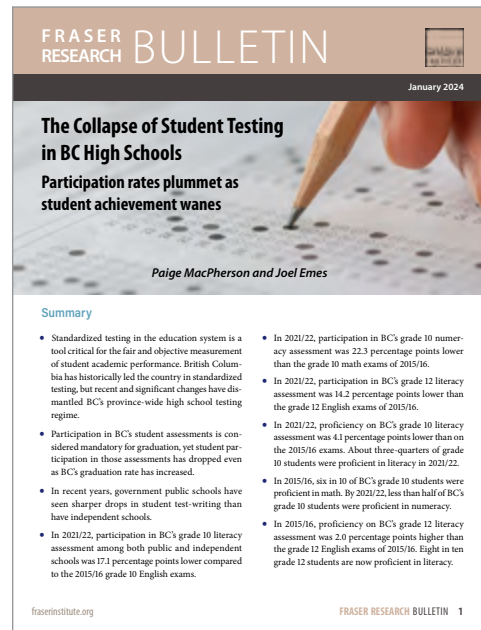 FRASER
RESEARCH BULLETIN
January 2024
The Collapse of Student Testing
in BC High Schools
Participation rates plummet as
student achievement wanes
Paige MacPherson and Joel Emes
Summary
• Standardized testing in the education system is a
tool critical for the fair and objective measurement
of student academic performance. British Colum-
bia has historically led the country in standardized
testing, but recent and significant changes have dis-
mantled BC's province-wide high school testing
regime.
• Participation in BC's student assessments is con-
sidered mandatory for graduation, yet student par-
ticipation in those assessments has dropped even
as BC's graduation rate has increased.
• In recent years, government public schools have
seen sharper drops in student test-writing than
have independent schools.
• In 2021/22, participation in BC's grade 10 literacy
assessment among both public and independent
schools was 17.1 percentage points lower compared
to the 2015/16 grade 10 English exams.
• In 2021/22, participation in BC's grade 10 numer-
acy assessment was 22.3 percentage points lower
than the grade 10 math exams of 2015/16.
• In 2021/22, participation in BC's grade 12 literacy
assessment was 14.2 percentage points lower than
the grade 12 English exams of 2015/16.
• In 2021/22, proficiency on BC's grade 10 literacy
assessment was 4.1 percentage points lower than on
the 2015/16 exams. About three-quarters of grade
10 students were proficient in literacy in 2021/22.
• In 2015/16, six in 10 of BC's grade 10 students were
proficient in math. By 2021/22, less than half of BC's
grade 10 students were proficient in numeracy.
• In 2015/16, proficiency on BC's grade 12 literacy
assessment was 2.0 percentage points higher than
the grade 12 English exams of 2015/16. Eight in ten
grade 12 students are now proficient in literacy.
fraserinstitute.org
FRASER RESEARCH BULLETIN 1